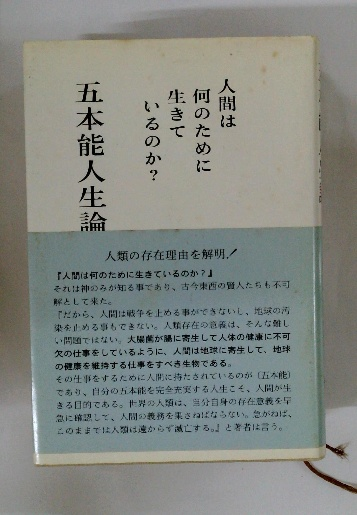 人間は
何のために
生きて
いるのか?
五本能人生論
人類の存在理由を解明!
『人間は何のために生きているのか?』
それは神のみが知る事であり、古今東西の賢人たちも不可
解として来た。
『だから、人間は戦争を止める事ができないし、地球の汚
染を止める事もできない。人類存在の意義は、そんな難し
い問題ではない。大腸菌が腸に寄生して人体の健康に不可
欠の仕事をしているように、人間は地球に寄生して、地球
の健康を維持する仕事をすべき生物である。
その仕事をするために人間に持たされているのが〔五本能〕
であり、自分の五本能を完全充実する人生こそ、人間が生
きる目的である。世界の人類は、自分自身の存在意義を早
急に確認して、人間の義務を果さねばならない。急がねば、
このままでは人類は遠からず滅亡する。』と著者は言う。